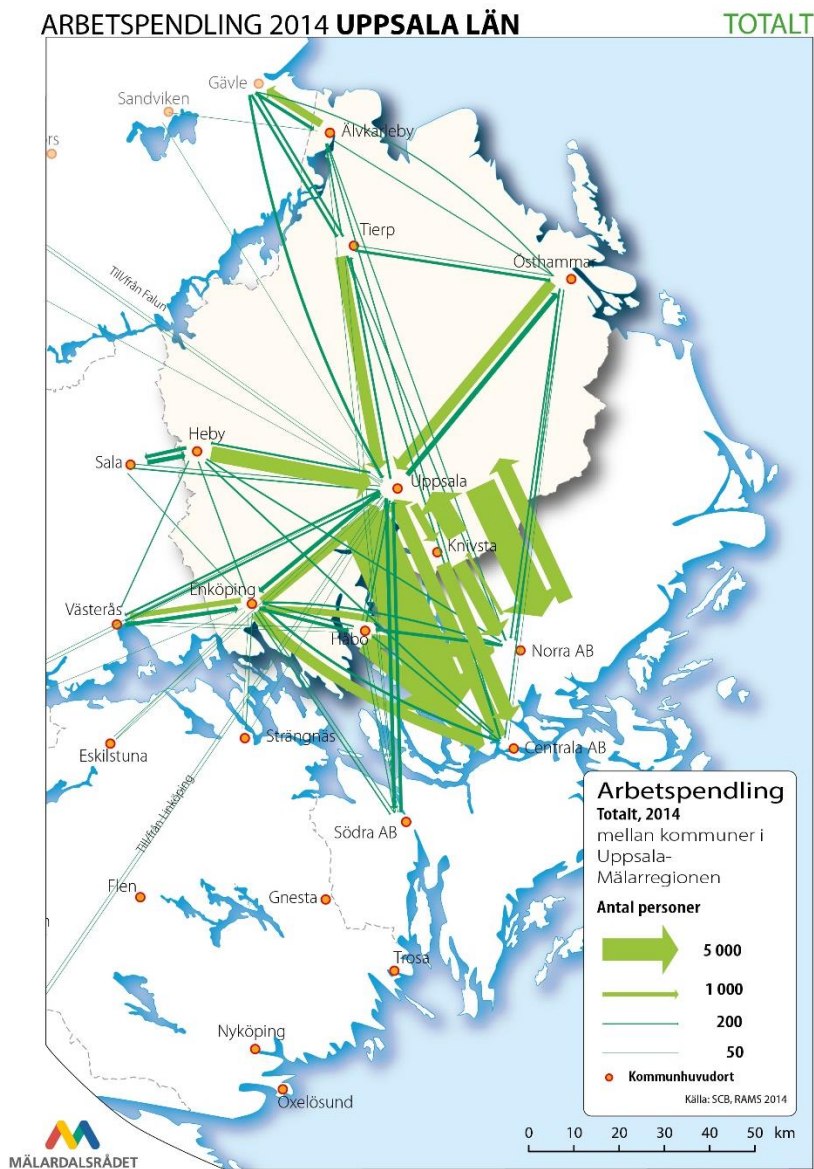 ARBETSPENDLING 2014 UPPSALA LÄN
TOTALT
Gävle
Sandviken
ers
Älvkarleby
Tierp
Östhammar
Till/från Falun
Heby
Sala
Uppsala
Knivsta
Enköping
Västerås
Håbo
Norra AB
Strängnäs
Eskilstuna
Centrala AB
Till/från Linköping
Södra AB
Flen
Gnesta
Trosa
Nyköping
Oxelösund
Arbetspendling
Totalt, 2014
mellan kommuner i
Uppsala-
Mälarregionen
Antal personer
5 000
1 000
200
50
Kommunhuvudort
Källa: SCB, RAMS 2014
0 10 20 30 40 50 km
MÄLARDALSRÅDET